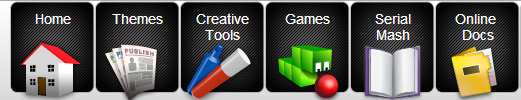 Home
Themes
Creative
Tools
Games
Serial
Mash
Online
Docs
PUBLISH